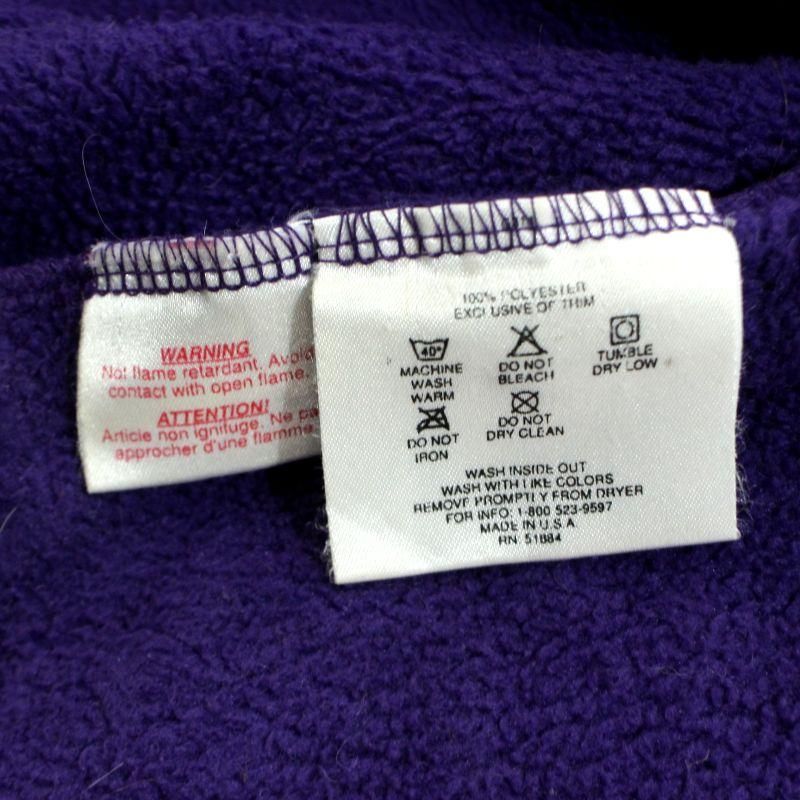 WARNING
Not flame retardant. Avoid
contact with open flame.
ATTENTION!
Article non ignifuge. Ne
approcher d'une flamme.
100% POLYESTER
EXCLUSIVE OF TRIM
40°
MACHINE
WASH
WARM
DO NOT
BLEACH
TUMBLE
DRY LOW
DO NOT
IRON
DO NOT
DRY CLEAN
WASH INSIDE OUT
WASH WITH LIKE COLORS
REMOVE PROMPTLY FROM DRYER
FOR INFO: 1-800 523-9597
MADE IN U.S.A
RN: 51884